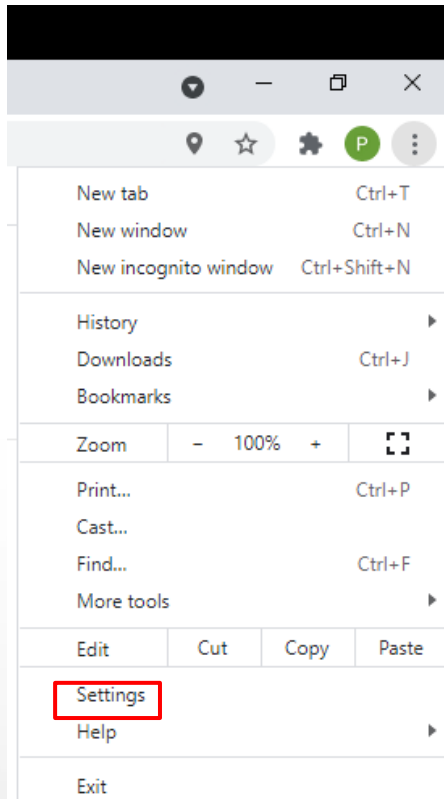 P
New tab Ctrl+T
New window Ctrl+N
New incognito window Ctrl+Shift+N
History
Downloads Ctrl+J
Bookmarks
Zoom - 100% +
Print... Ctrl+P
Cast...
Find... Ctrl+F
More tools
Edit Cut Copy Paste
Settings
Help
Exit